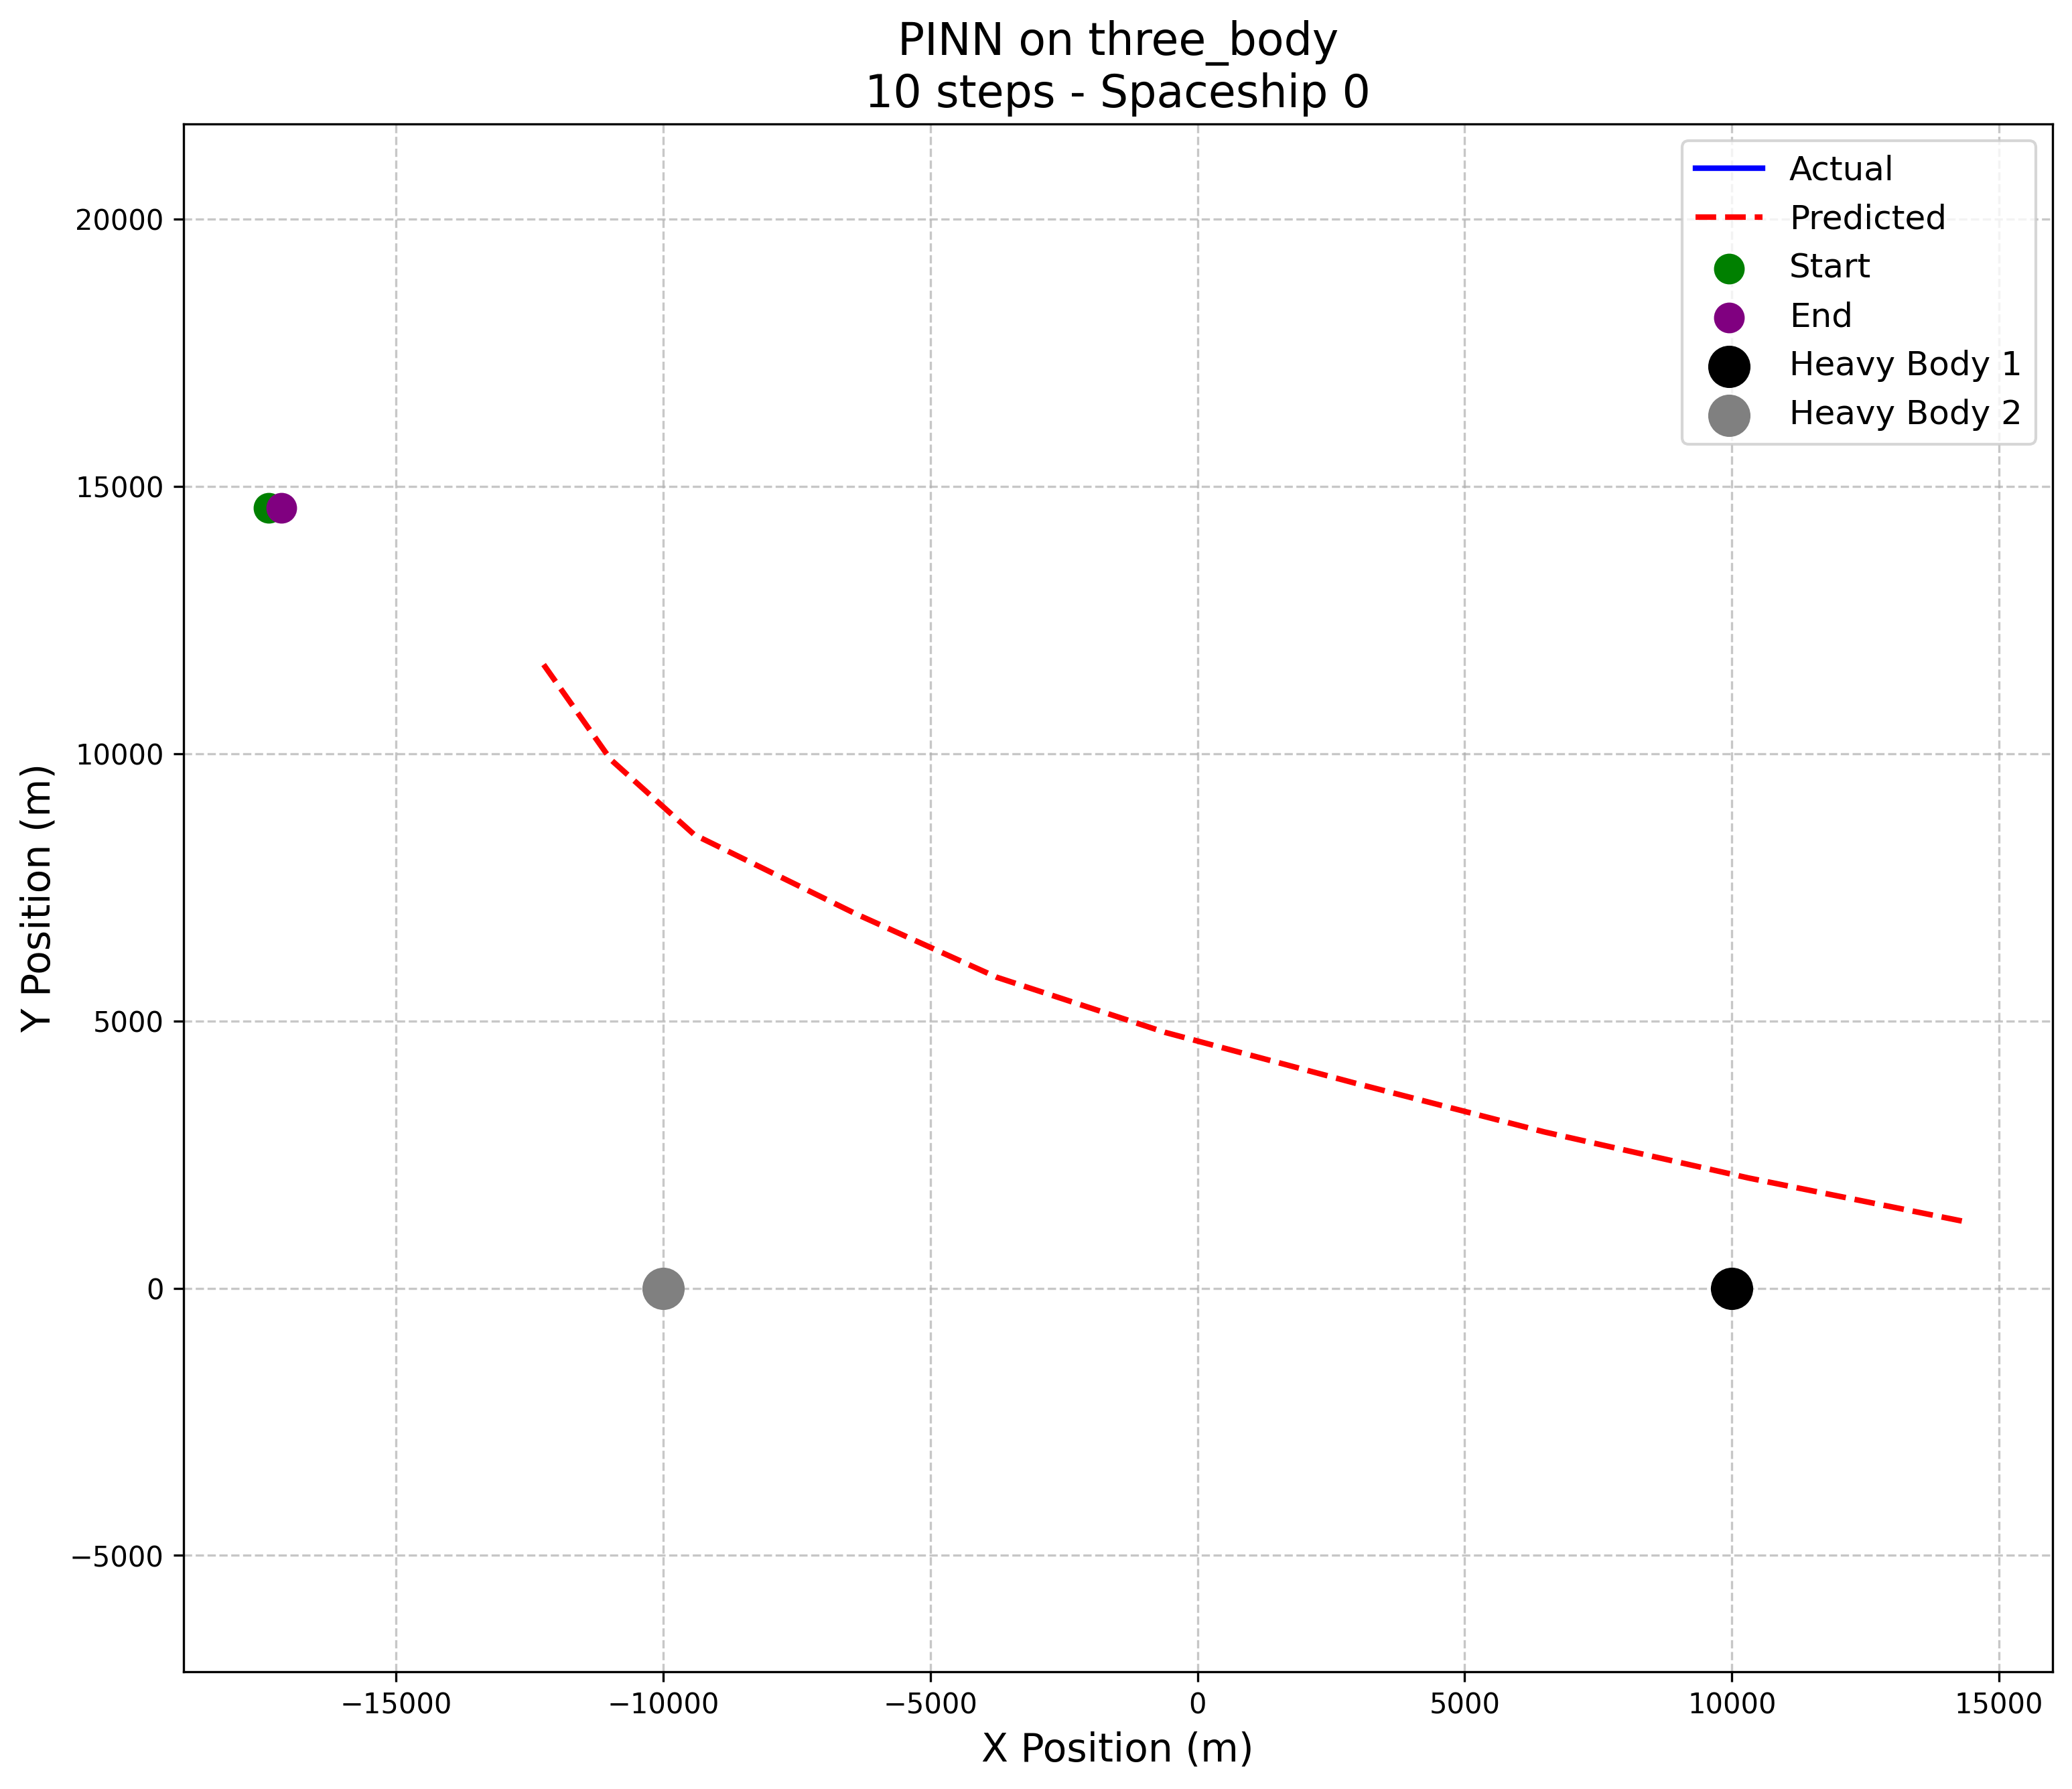 PINN on three_body
10 steps - Spaceship 0
Actual
Predicted
Start
End
Heavy Body 1
Heavy Body 2
Y Position (m)
20000
15000
10000
5000
0
−5000
−15000
−10000
−5000
0
5000
10000
15000
X Position (m)